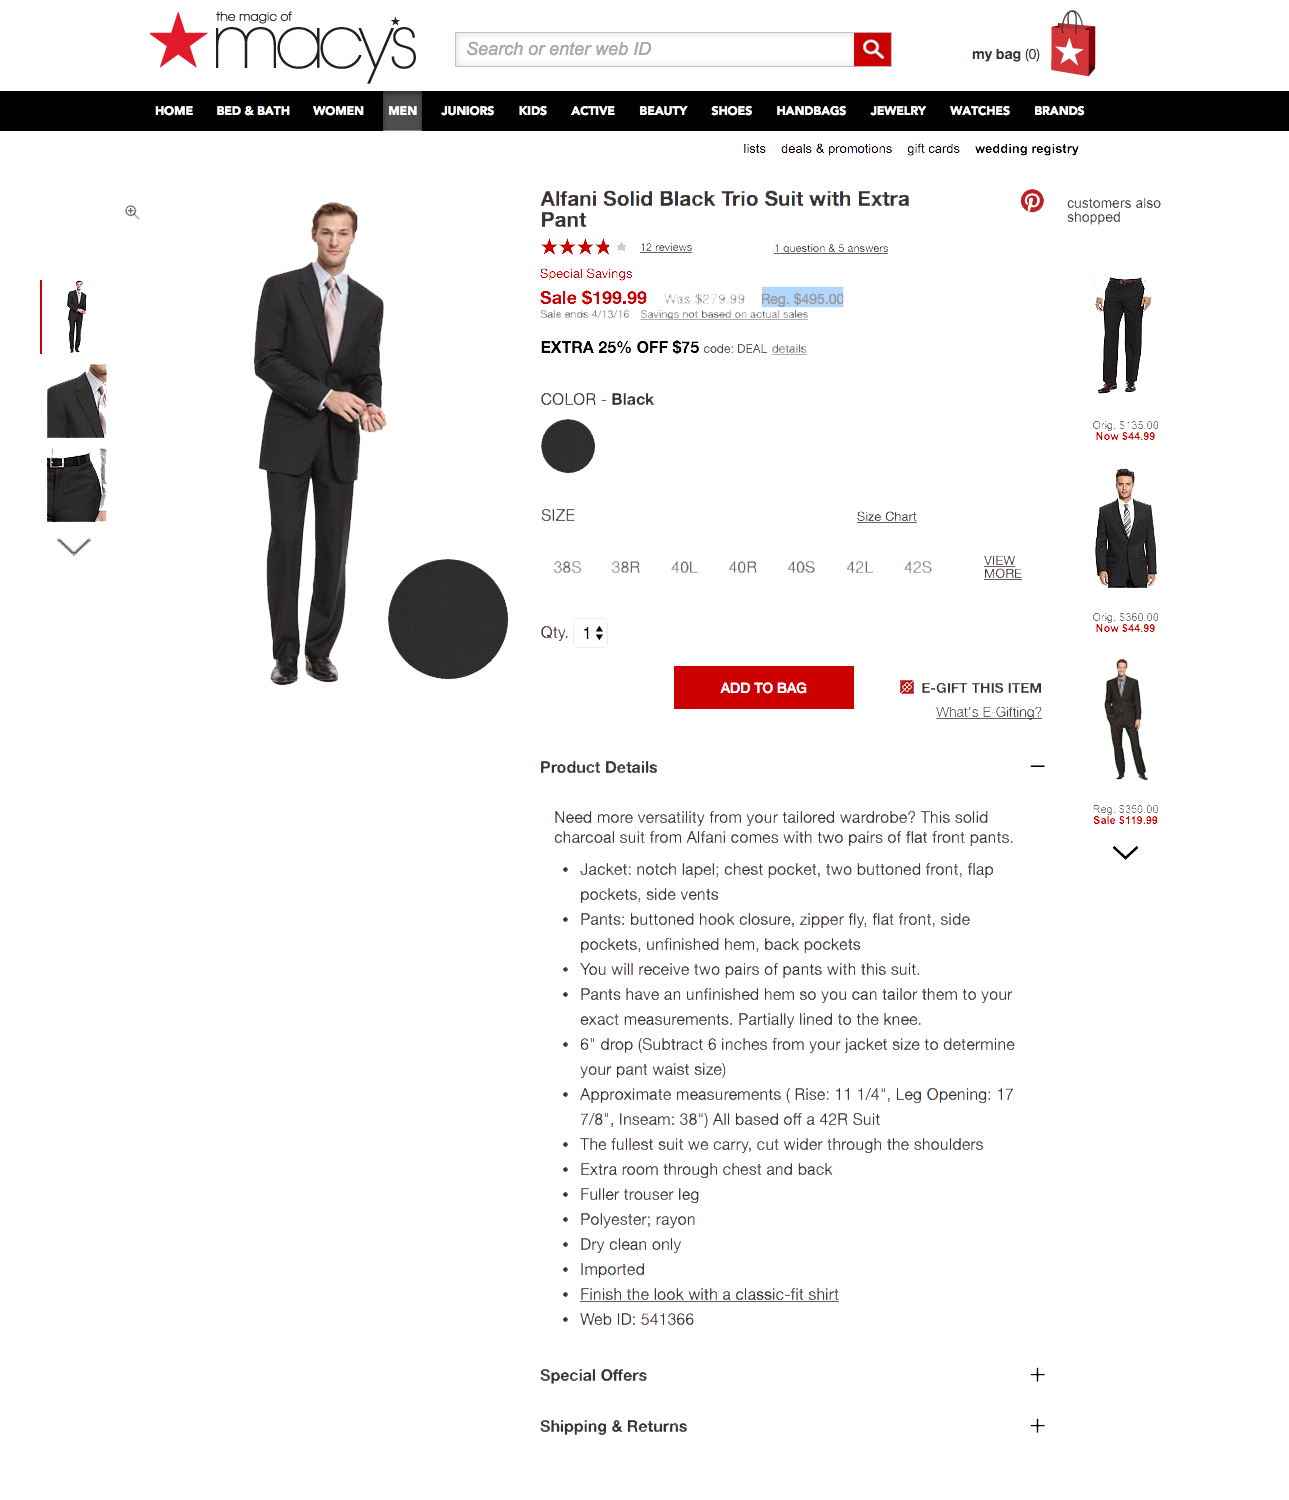 the magic of
macy's
Search or enter web ID
my bag (0)
HOME BED & BATH WOMEN MEN JUNIORS KIDS ACTIVE BEAUTY SHOES HANDBAGS JEWELRY WATCHES BRANDS
lists deals & promotions gift cards wedding registry
Alfani Solid Black Trio Suit with Extra
Pant
12 reviews 1 question & 5 answers
Special Savings
Sale $199.99 Was $279.99 Reg. $495.00
Sale ends 4/13/16 Savings not based on actual sales
EXTRA 25% OFF $75 code: DEAL details
COLOR - Black
SIZE Size Chart
38S 38R 40L 40R 40S 42L 42S VIEW
MORE
Qty. 1
ADD TO BAG
E-GIFT THIS ITEM
What's E-Gifting?
customers also
shopped
Orig. $135.00
Now $44.99
Orig. $360.00
Now $44.99
Reg. $350.00
Sale $119.99
Product Details
Need more versatility from your tailored wardrobe? This solid
charcoal suit from Alfani comes with two pairs of flat front pants.
• Jacket: notch lapel; chest pocket, two buttoned front, flap
pockets, side vents
• Pants: buttoned hook closure, zipper fly, flat front, side
pockets, unfinished hem, back pockets
• You will receive two pairs of pants with this suit.
• Pants have an unfinished hem so you can tailor them to your
exact measurements. Partially lined to the knee.
• 6" drop (Subtract 6 inches from your jacket size to determine
your pant waist size)
• Approximate measurements ( Rise: 11 1/4", Leg Opening: 17
7/8", Inseam: 38") All based off a 42R Suit
• The fullest suit we carry, cut wider through the shoulders
• Extra room through chest and back
• Fuller trouser leg
• Polyester; rayon
• Dry clean only
• Imported
• Finish the look with a classic-fit shirt
• Web ID: 541366
Special Offers
Shipping & Returns